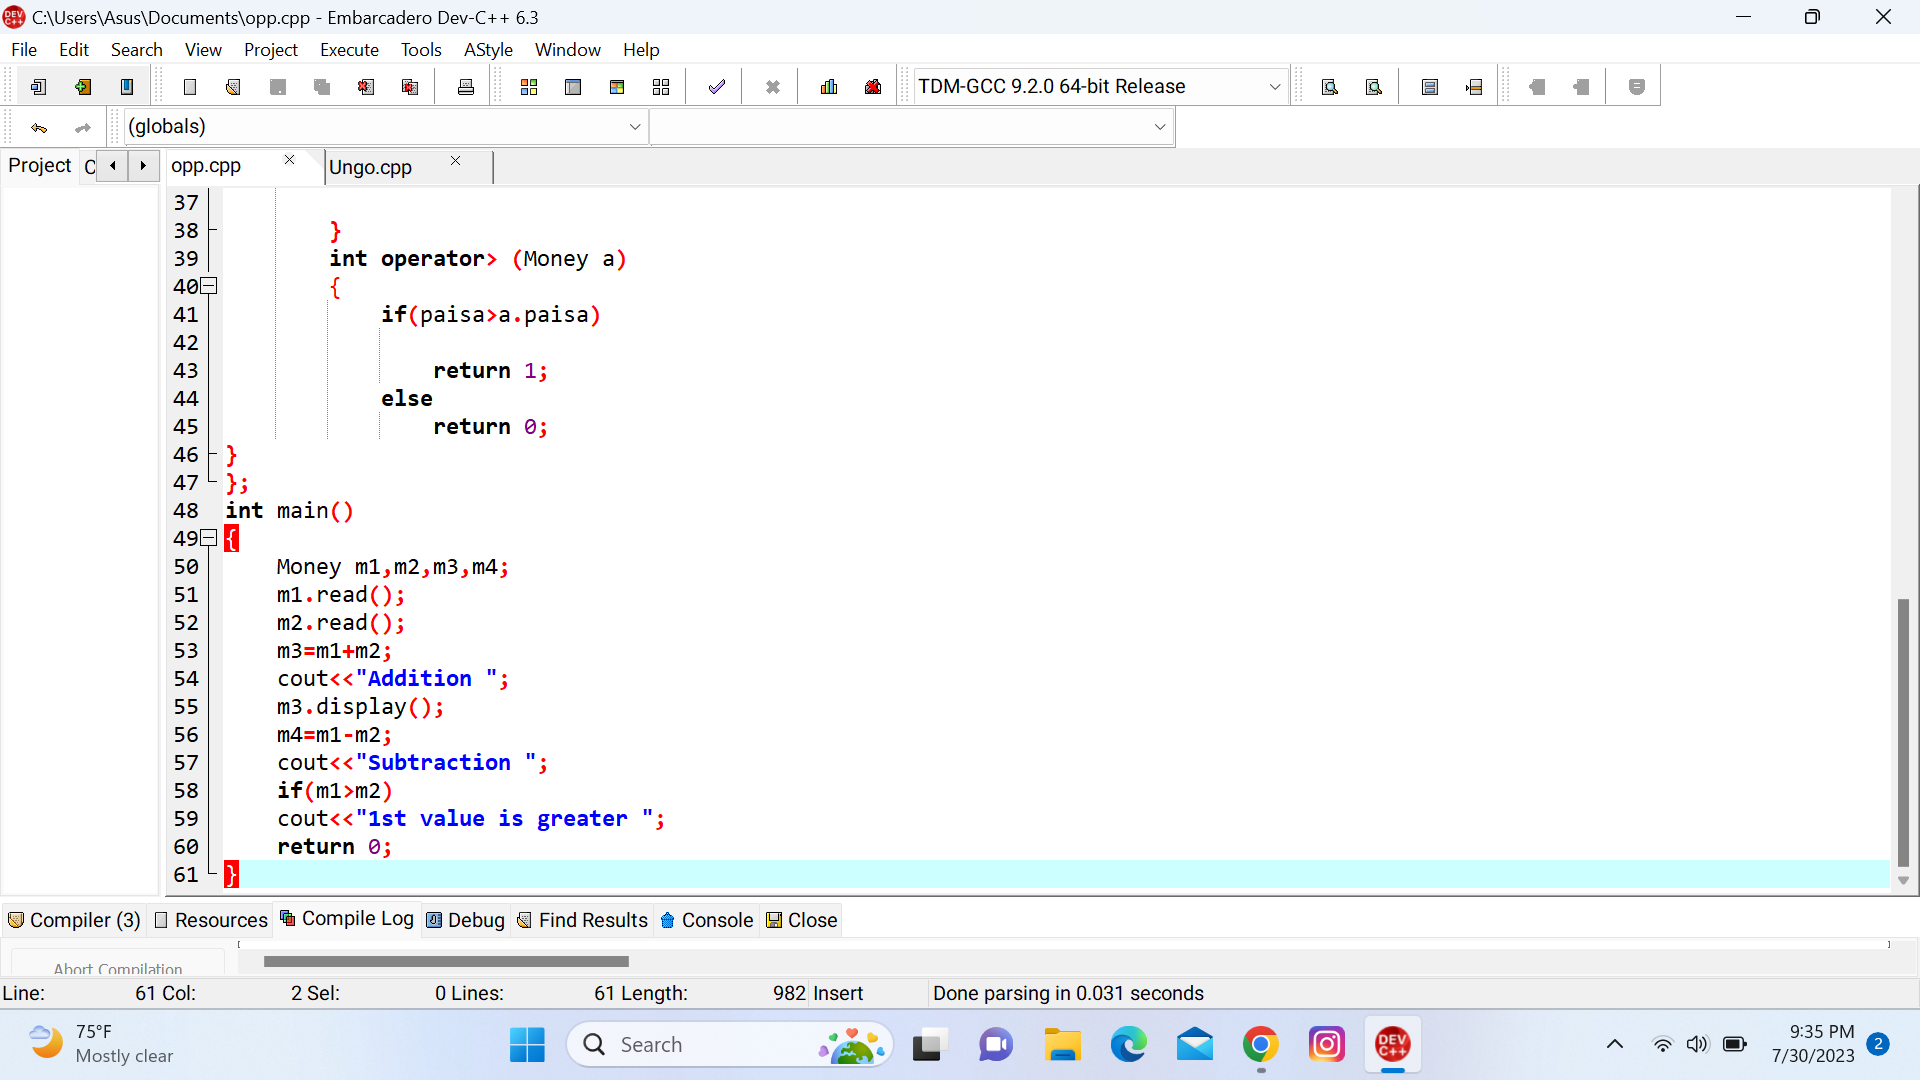 C:\Users\Asus\Documents\opp.cpp - Embarcadero Dev-C++ 6.3
File Edit Search View Project Execute Tools AStyle Window Help
TDM-GCC 9.2.0 64-bit Release
(globals)
Project opp.cpp Ungo.cpp
37
38 }
39 int operator> (Money a)
40 {
41 if(paisa>a.paisa)
42
43 return 1;
44 else
45 return 0;
46 }
47 };
48 int main()
49 {
50 Money m1,m2,m3,m4;
51 m1.read();
52 m2.read();
53 m3=m1+m2;
54 cout<<"Addition ";
55 m3.display();
56 m4=m1-m2;
57 cout<<"Subtraction ";
58 if(m1>m2)
59 cout<<"1st value is greater ";
60 return 0;
61 }
Compiler (3) Resources Compile Log Debug Find Results Console Close
Abort Compilation
Line: 61 Col: 2 Sel: 0 Lines: 61 Length: 982 Insert Done parsing in 0.031 seconds
75°F
Mostly clear
Search
DEV C++
9:35 PM
7/30/2023
2